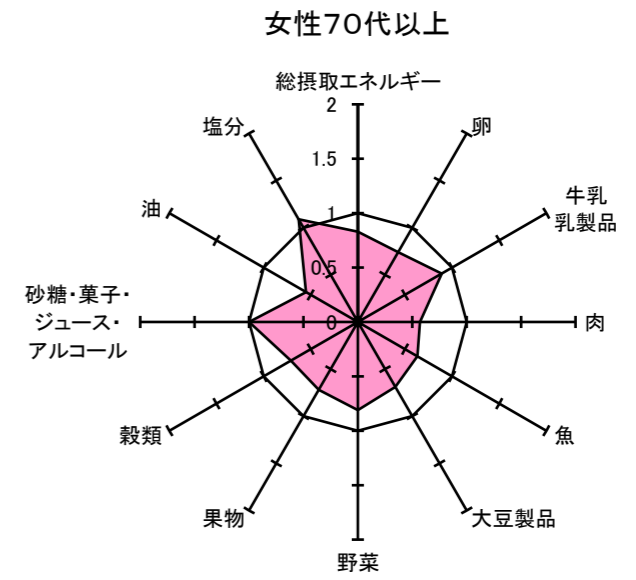 女性70代以上
総摂取エネルギー
2
塩分
卵
1.5
牛乳
乳製品
油
1
0.5
砂糖・菓子・
ジュース・
アルコール
0
肉
穀類
魚
果物
大豆製品
野菜